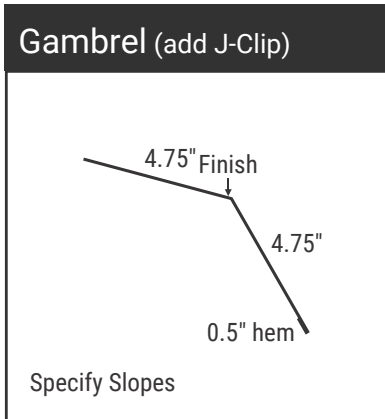 Gambrel (add J-Clip)
4.75" Finish
4.75"
0.5" hem
Specify Slopes